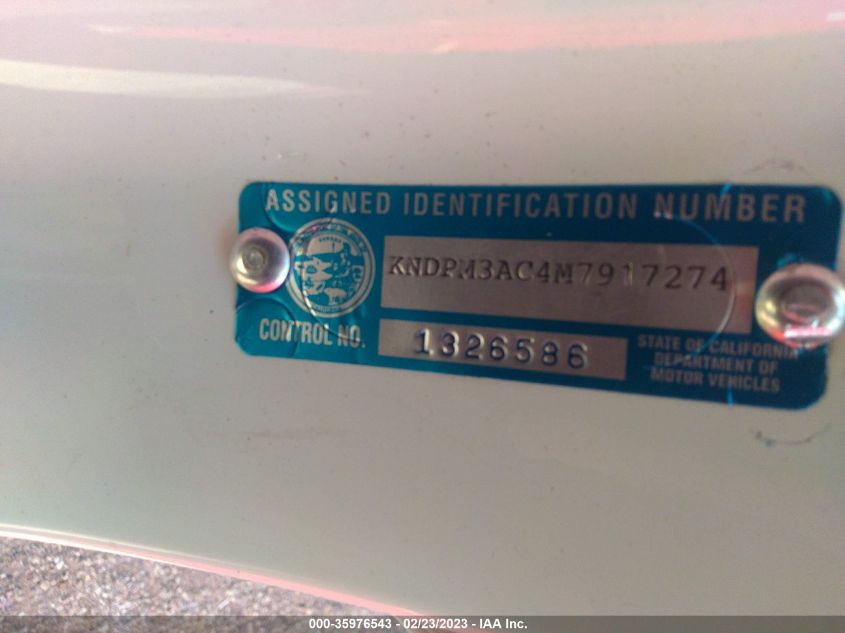 ASSIGNED IDENTIFICATION NUMBER
KNDPM3AC4M7917274
CONTROL NO. 1326586
STATE OF CALIFORNIA
DEPARTMENT OF
MOTOR VEHICLES
000-35976543 - 02/23/2023 - IAA Inc.